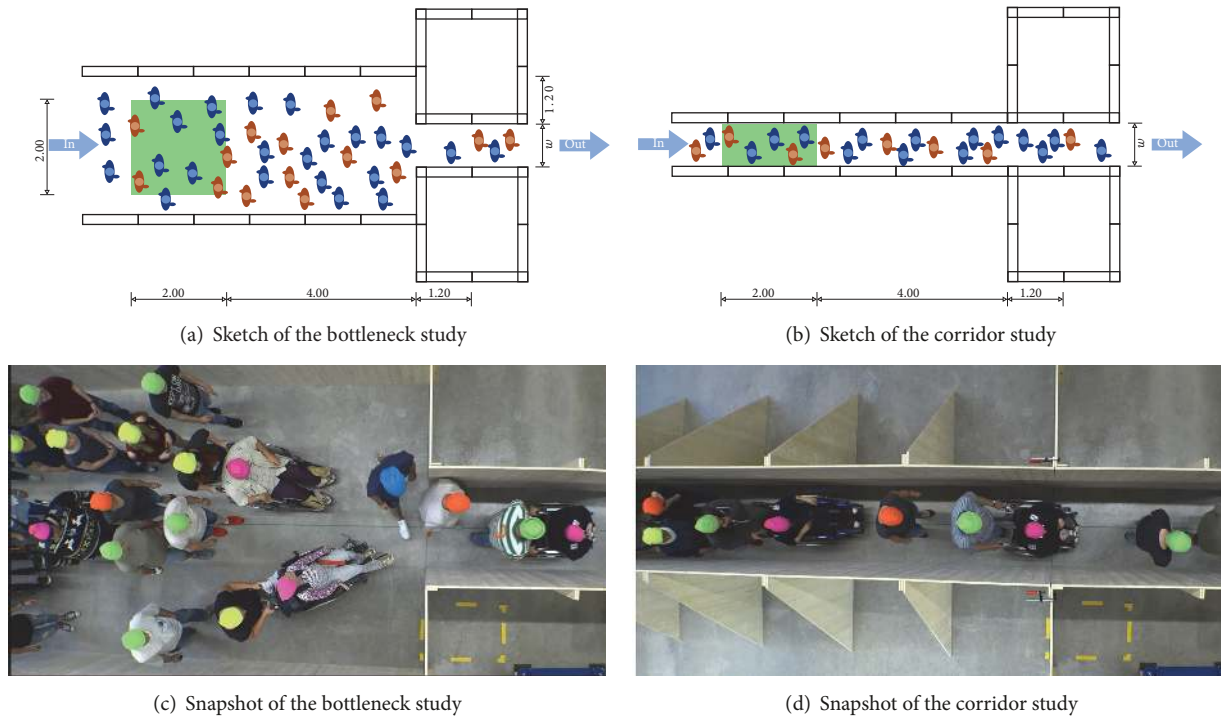 In
Out
2.00
1.20
w
2.00
4.00
1.20
(a) Sketch of the bottleneck study
In
Out
w
2.00
4.00
1.20
(b) Sketch of the corridor study
(c) Snapshot of the bottleneck study
(d) Snapshot of the corridor study